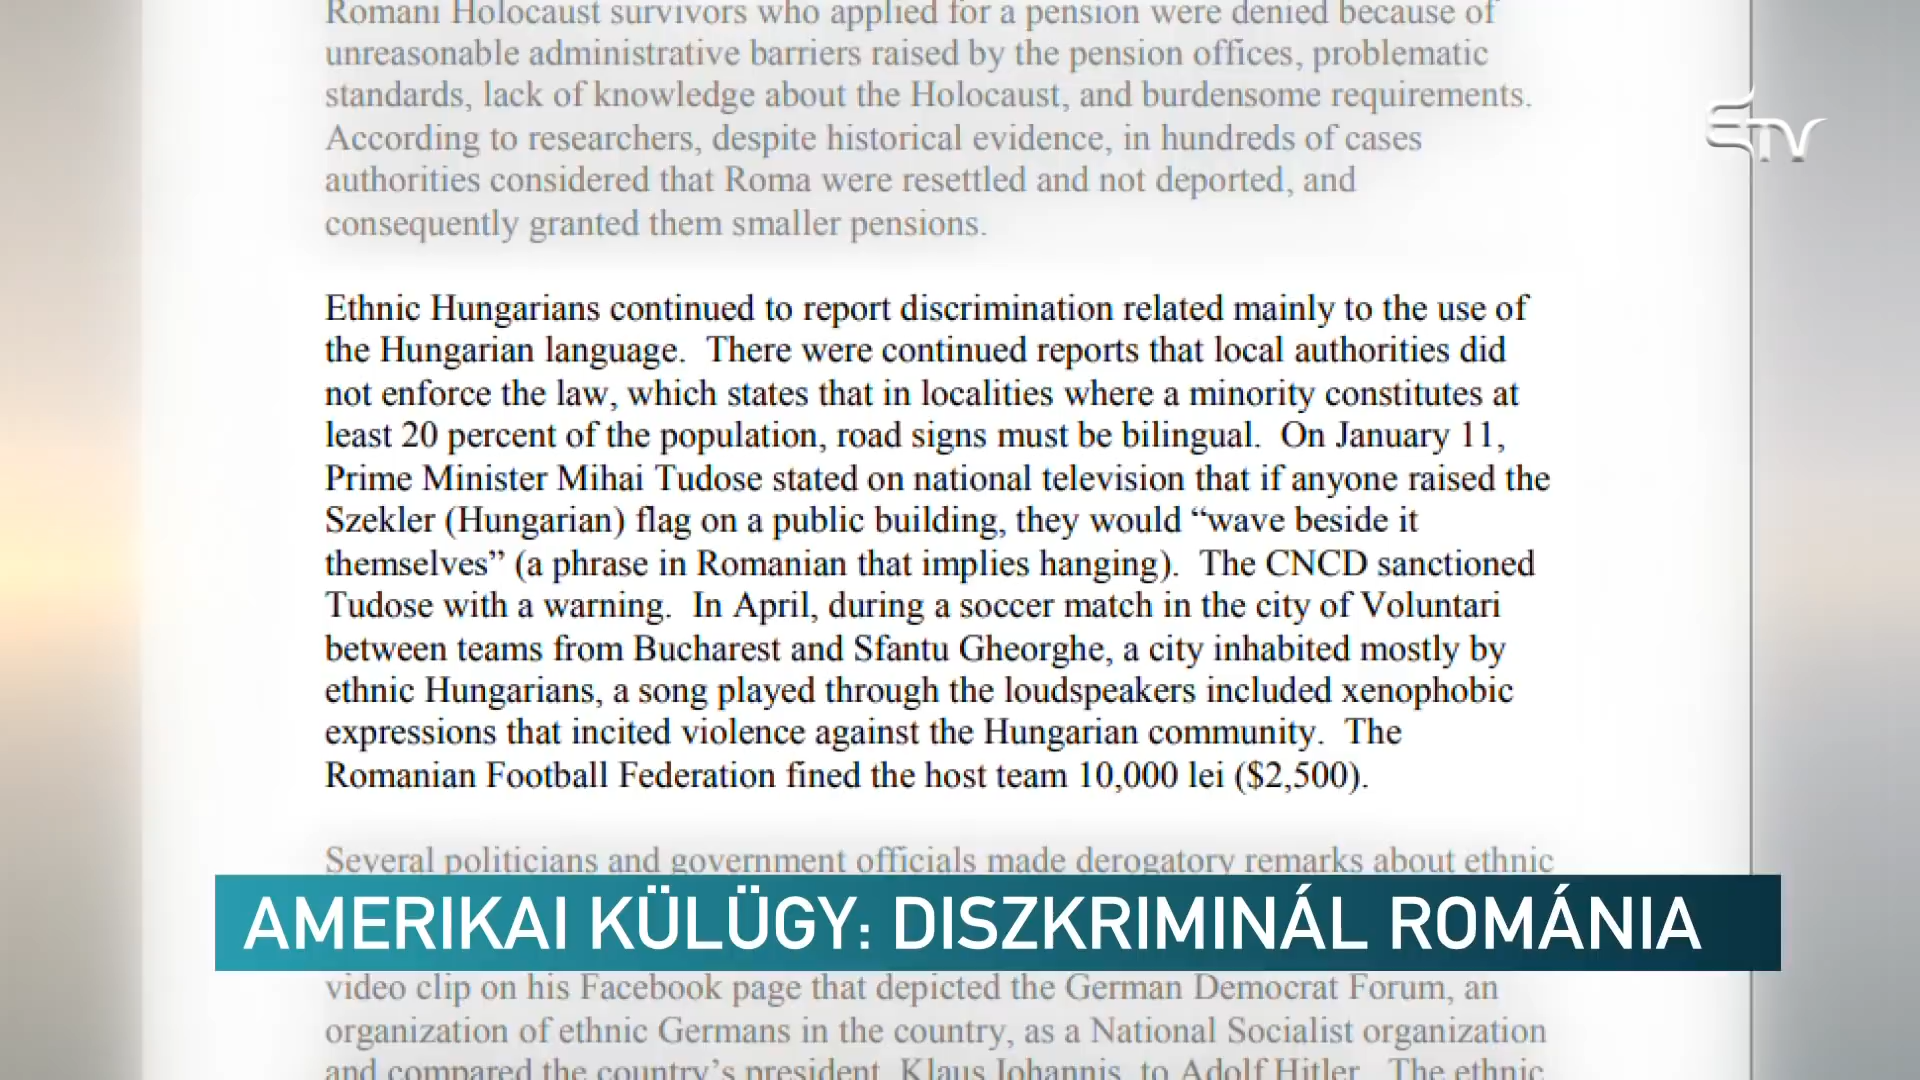 Romani Holocaust survivors who applied for a pension were denied because of
unreasonable administrative barriers raised by the pension offices, problematic
standards, lack of knowledge about the Holocaust, and burdensome requirements.
According to researchers, despite historical evidence, in hundreds of cases
authorities considered that Roma were resettled and not deported, and
consequently granted them smaller pensions.
ETV
Ethnic Hungarians continued to report discrimination related mainly to the use of
the Hungarian language.  There were continued reports that local authorities did
not enforce the law, which states that in localities where a minority constitutes at
least 20 percent of the population, road signs must be bilingual.  On January 11,
Prime Minister Mihai Tudose stated on national television that if anyone raised the
Szekler (Hungarian) flag on a public building, they would “wave beside it
themselves” (a phrase in Romanian that implies hanging).  The CNCD sanctioned
Tudose with a warning.  In April, during a soccer match in the city of Voluntari
between teams from Bucharest and Sfantu Gheorghe, a city inhabited mostly by
ethnic Hungarians, a song played through the loudspeakers included xenophobic
expressions that incited violence against the Hungarian community.  The
Romanian Football Federation fined the host team 10,000 lei ($2,500).
Several politicians and government officials made derogatory remarks about ethnic
AMERIKAI KÜLÜGY: DISZKRIMINÁL ROMÁNIA
video clip on his Facebook page that depicted the German Democrat Forum, an
organization of ethnic Germans in the country, as a National Socialist organization
and compared the country’s president, Klaus Iohannis, to Adolf Hitler.  The ethnic